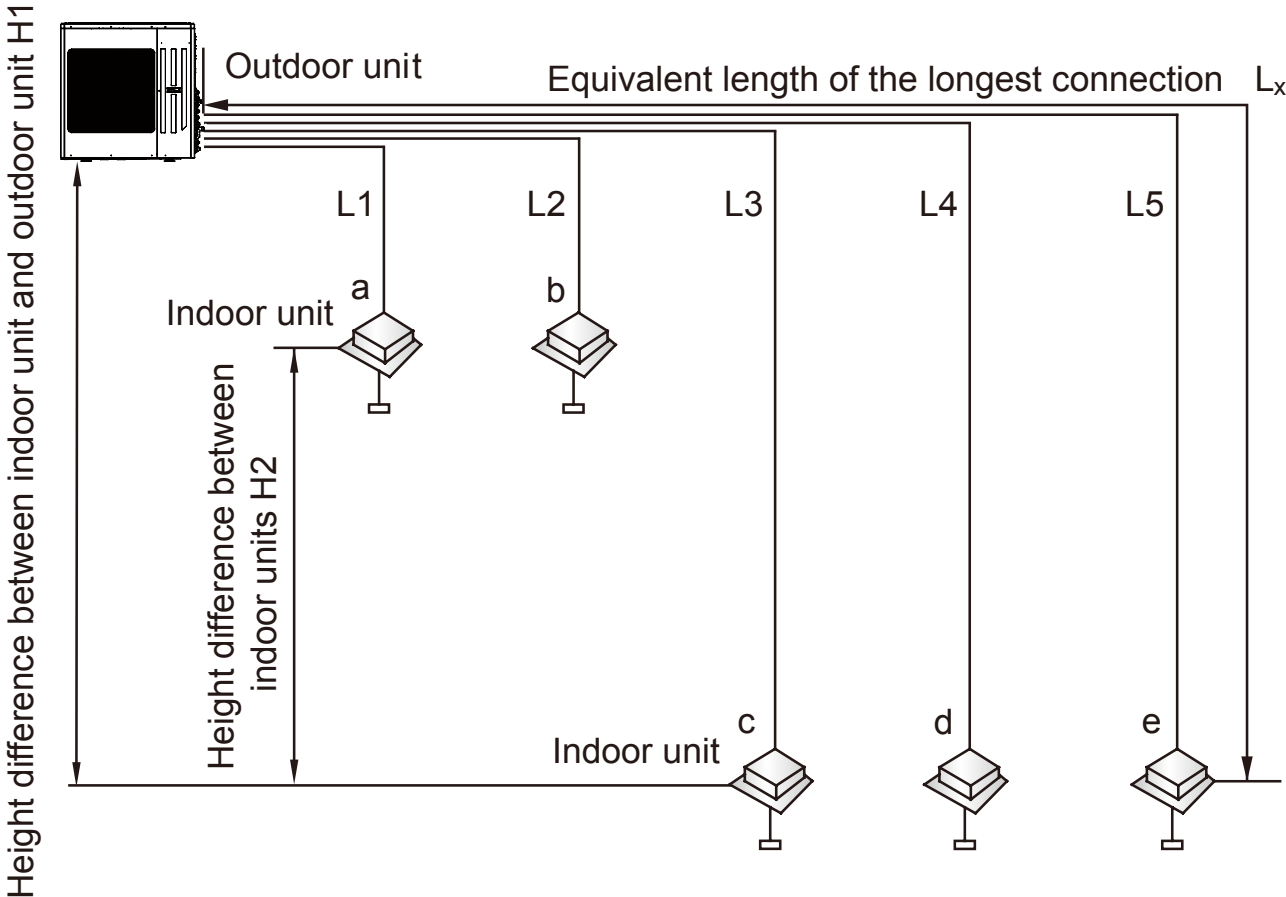 Height difference between indoor unit and outdoor unit H1
Outdoor unit
Equivalent length of the longest connection Lx
L1
L2
L3
L4
L5
a
b
Indoor unit
Height difference between
indoor units H2
c
d
e
Indoor unit